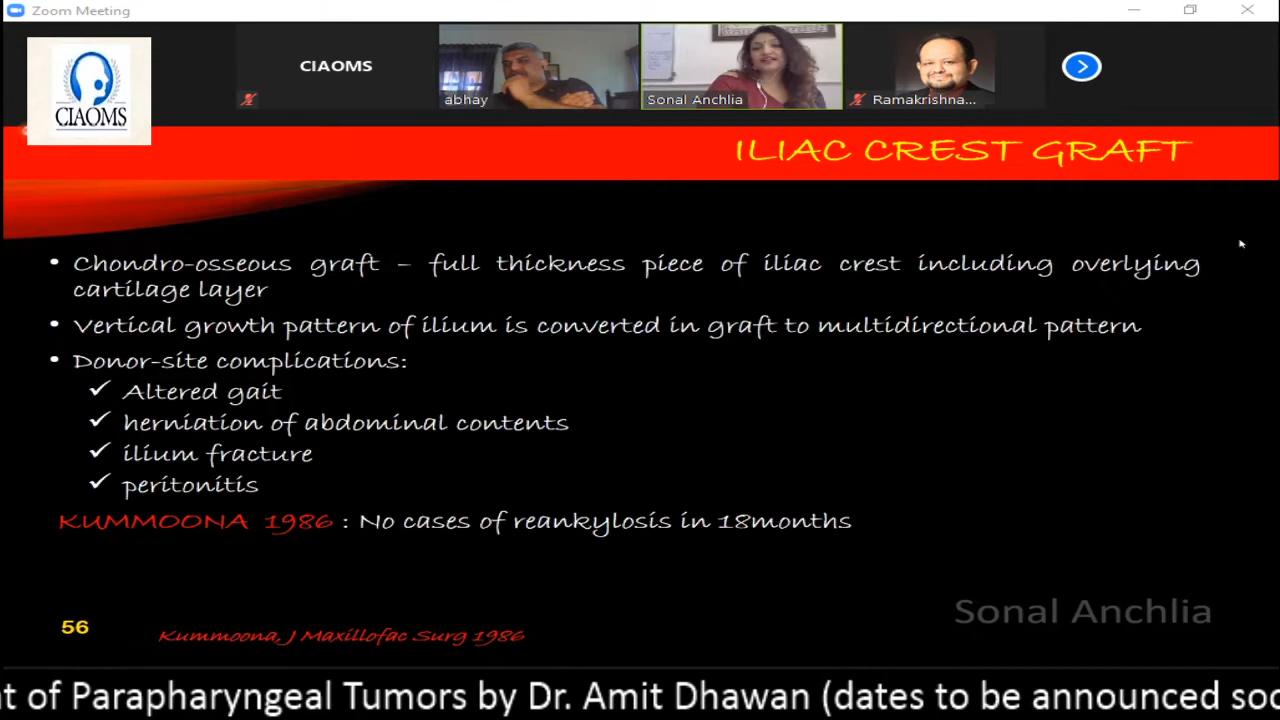 Zoom Meeting
CIAOMS
CIAOMS
abhay
Sonal Anchlia
Ramakrishna...
ILIAC CREST GRAFT
• Chondro-osseous graft – full thickness piece of iliac crest including overlying
cartilage layer
• Vertical growth pattern of ilium is converted in graft to multidirectional pattern
• Donor-site complications:
✓ Altered gait
✓ herniation of abdominal contents
✓ ilium fracture
✓ peritonitis
KUMMOONA 1986 : No cases of reankylosis in 18months
Sonal Anchlia
56
Kummoona, J Maxillofac Surg 1986
t of Parapharyngeal Tumors by Dr. Amit Dhawan (dates to be announced soo